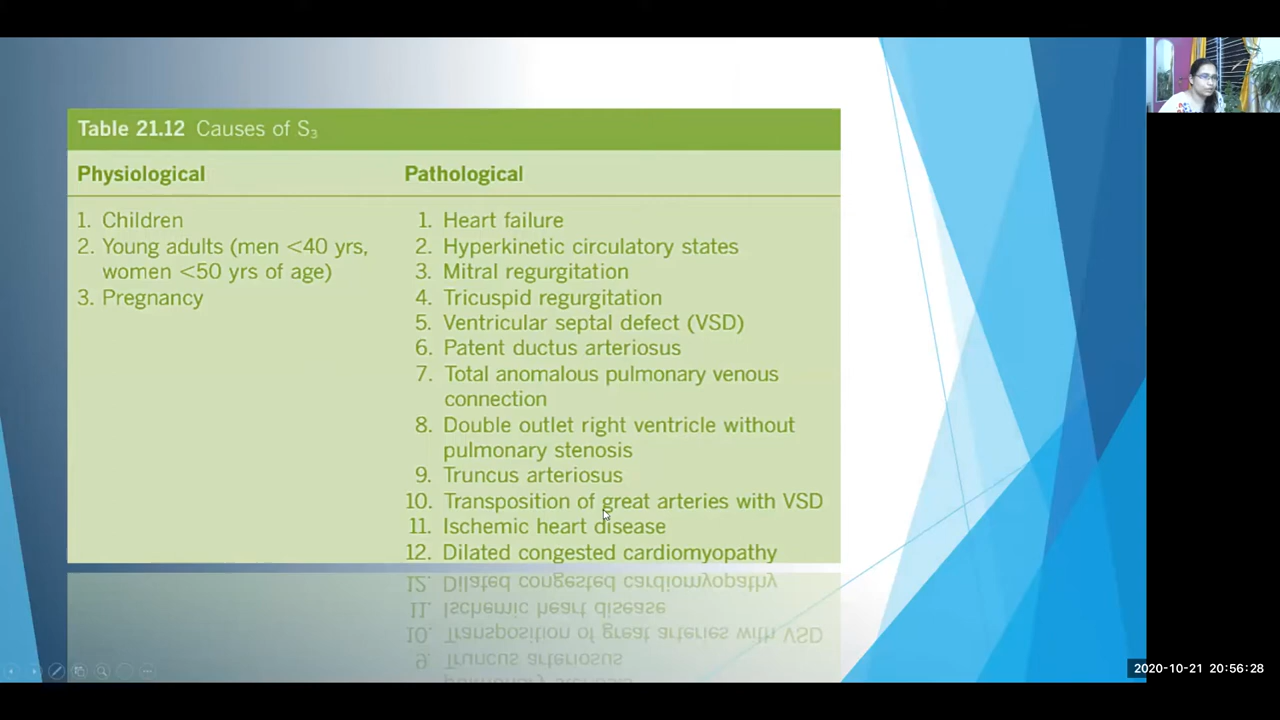 Table 21.12 Causes of S₃
Physiological
1. Children
2. Young adults (men <40 yrs,
women <50 yrs of age)
3. Pregnancy
Pathological
1. Heart failure
2. Hyperkinetic circulatory states
3. Mitral regurgitation
4. Tricuspid regurgitation
5. Ventricular septal defect (VSD)
6. Patent ductus arteriosus
7. Total anomalous pulmonary venous
connection
8. Double outlet right ventricle without
pulmonary stenosis
9. Truncus arteriosus
10. Transposition of great arteries with VSD
11. Ischemic heart disease
12. Dilated congested cardiomyopathy
2020-10-21 20:56:28